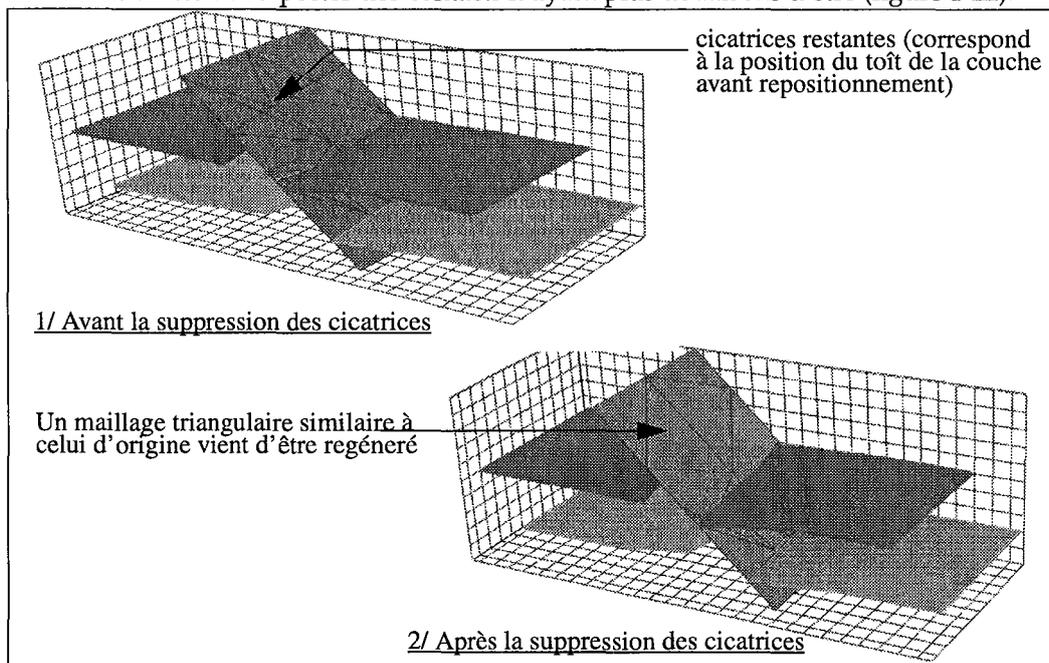 cicatrices restantes (correspond
à la position du toît de la couche
avant repositionnement)
1/ Avant la suppression des cicatrices
Un maillage triangulaire similaire à
celui d'origine vient d'être regéneré
2/ Après la suppression des cicatrices